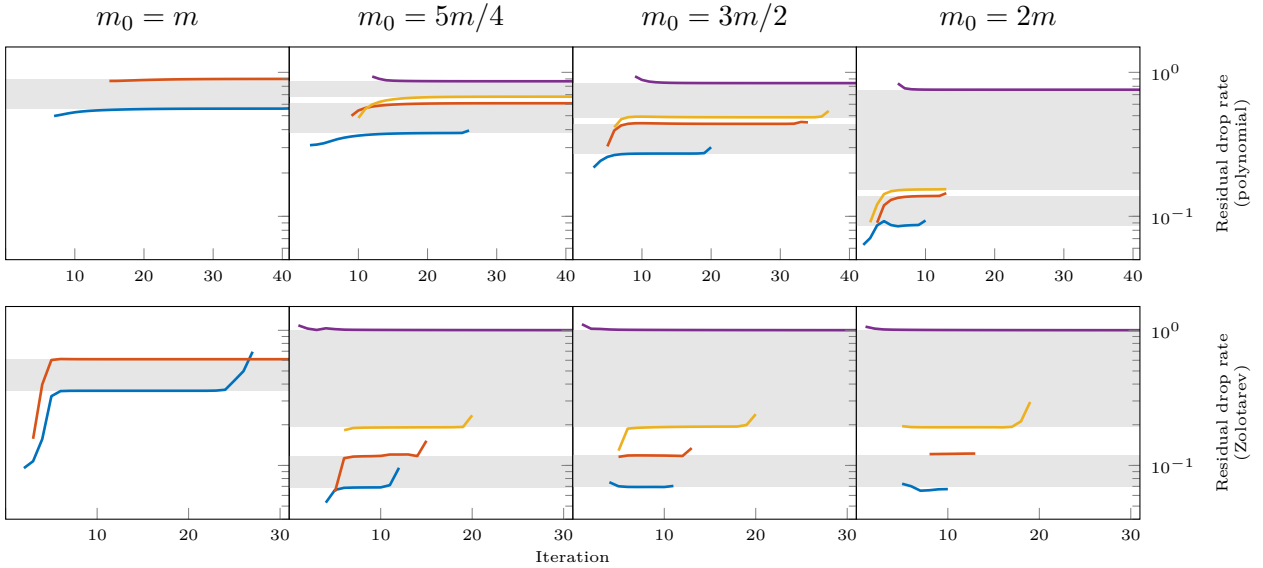 m₀ = m
m₀ = 5m/4
m₀ = 3m/2
m₀ = 2m
10⁰
10⁻¹
Residual drop rate
(polynomial)
10 20 30 40
10 20 30 40
10 20 30 40
10 20 30 40
10⁰
10⁻¹
Residual drop rate
(Zolotarev)
10 20 30
10 20 30
10 20 30
10 20 30
Iteration